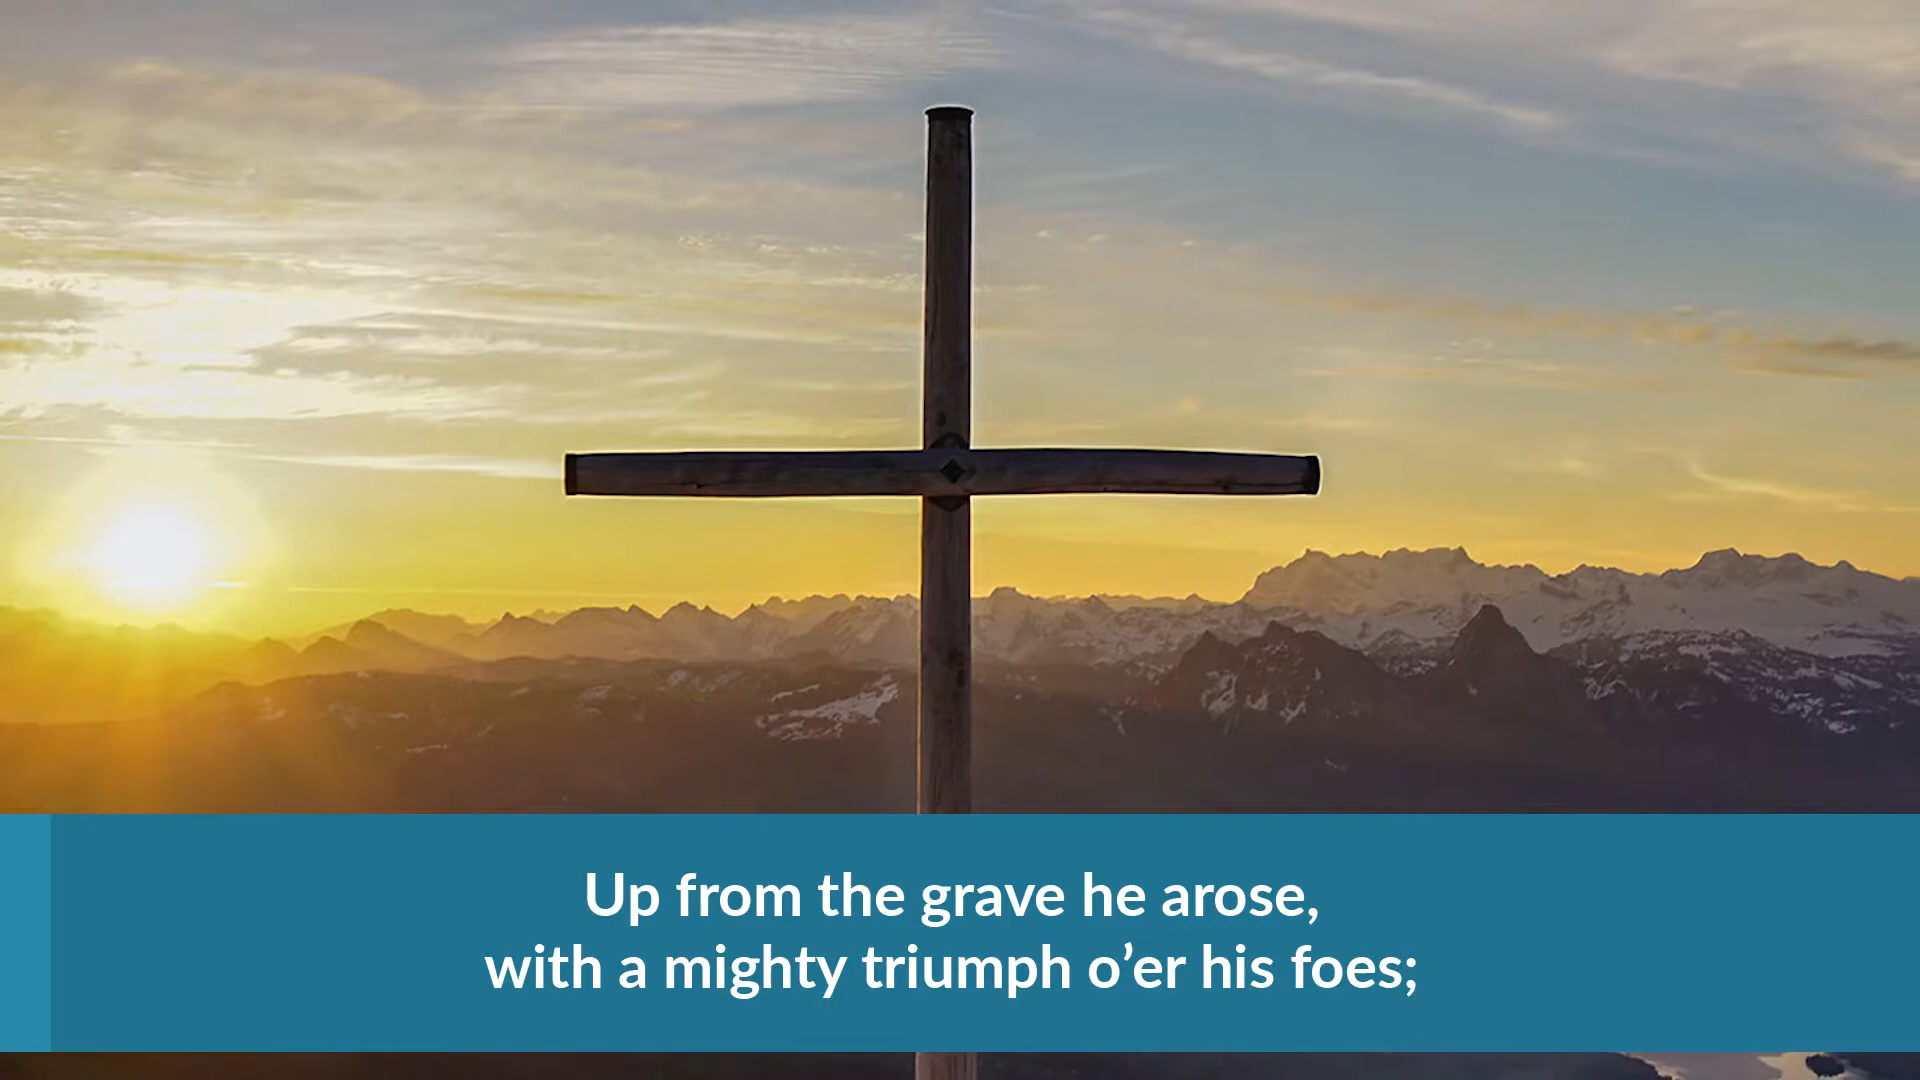 Up from the grave he arose,
with a mighty triumph o’er his foes;